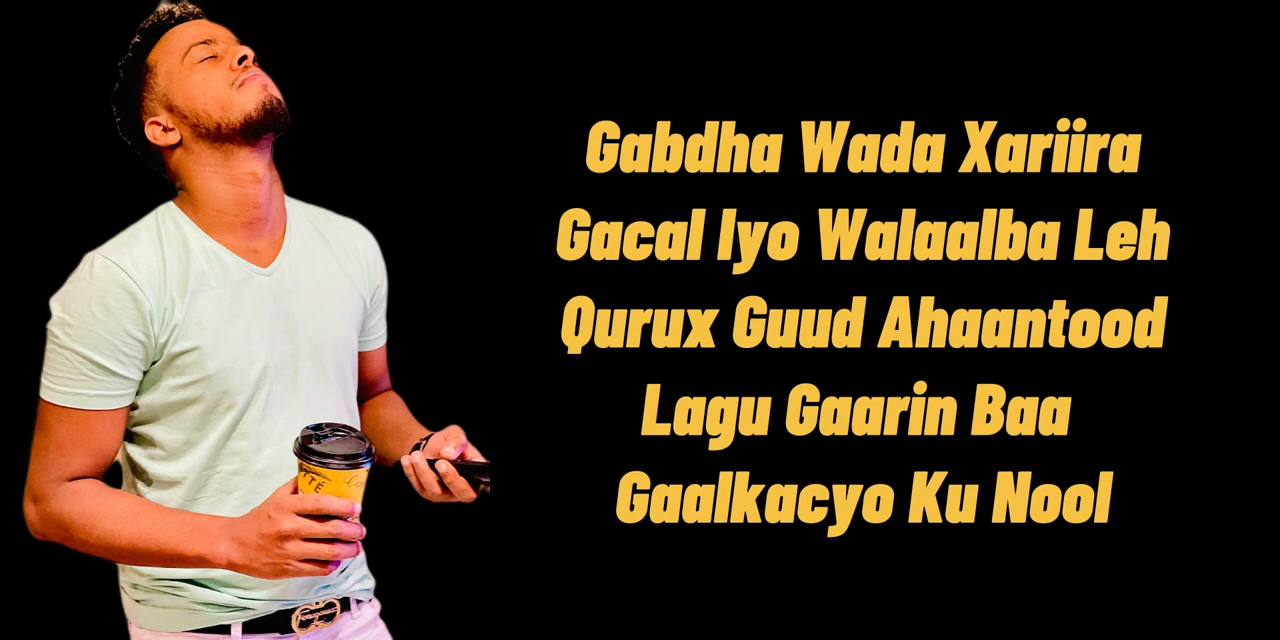 Gabdha Wada Xariira
Gacal Iyo Walaalba Leh
Qurux Guud Ahaantood
Lagu Gaarin Baa
Gaalkacyo Ku Nool